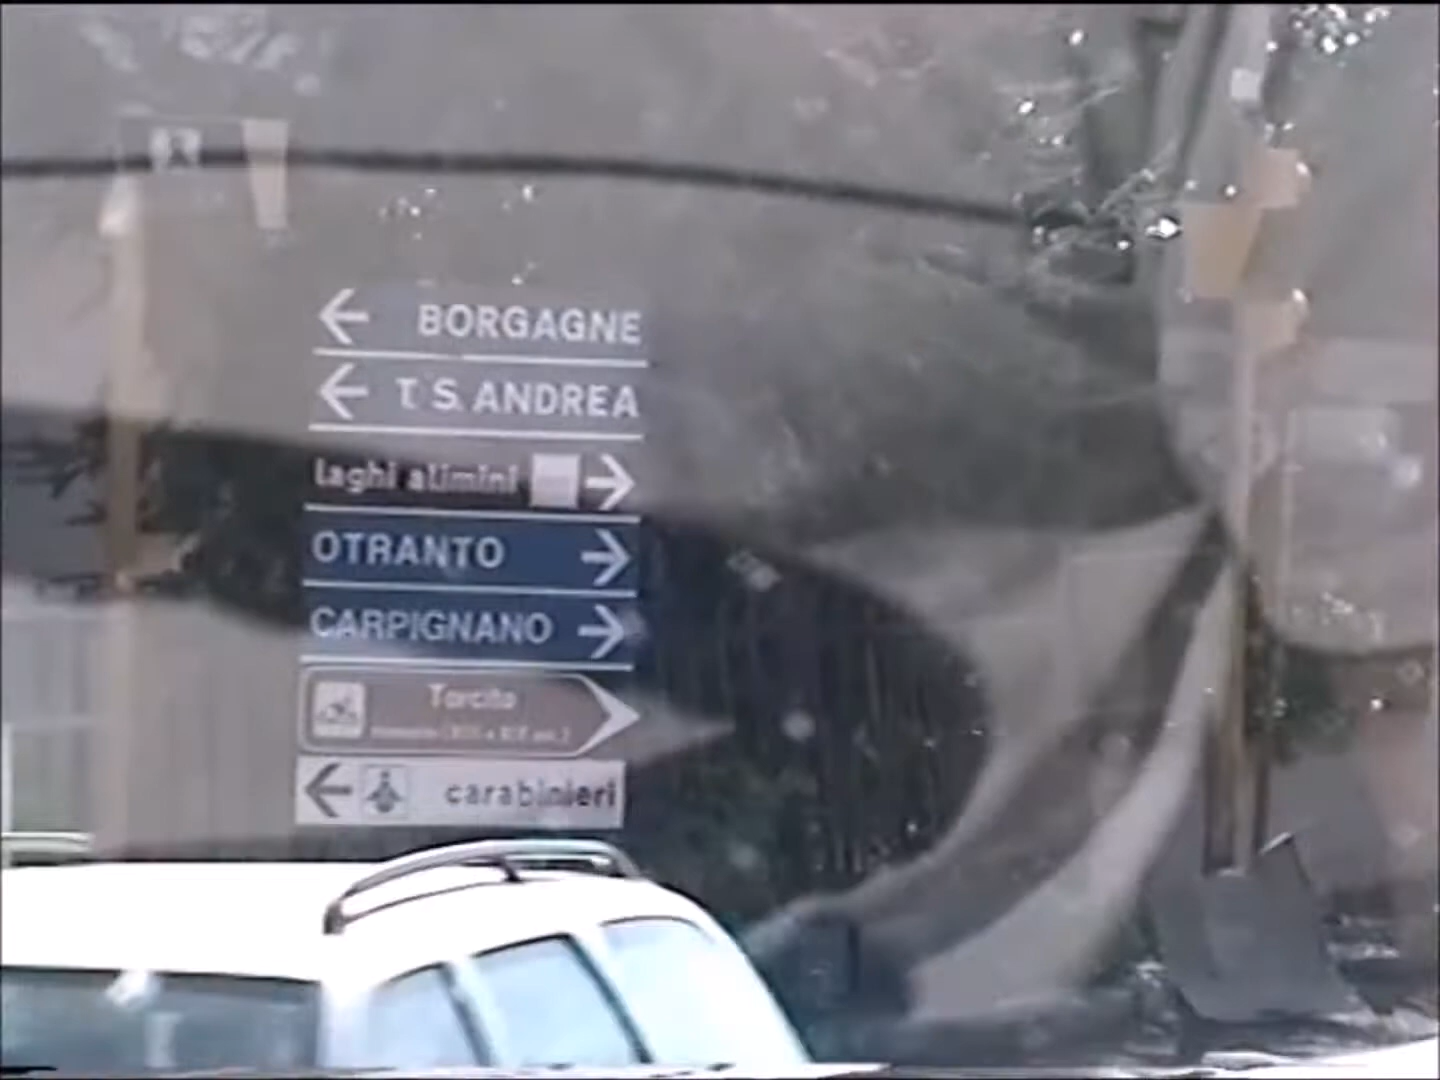 BORGAGNE
T. S. ANDREA
laghi alimini
OTRANTO
CARPIGNANO
Torcito
carabinieri